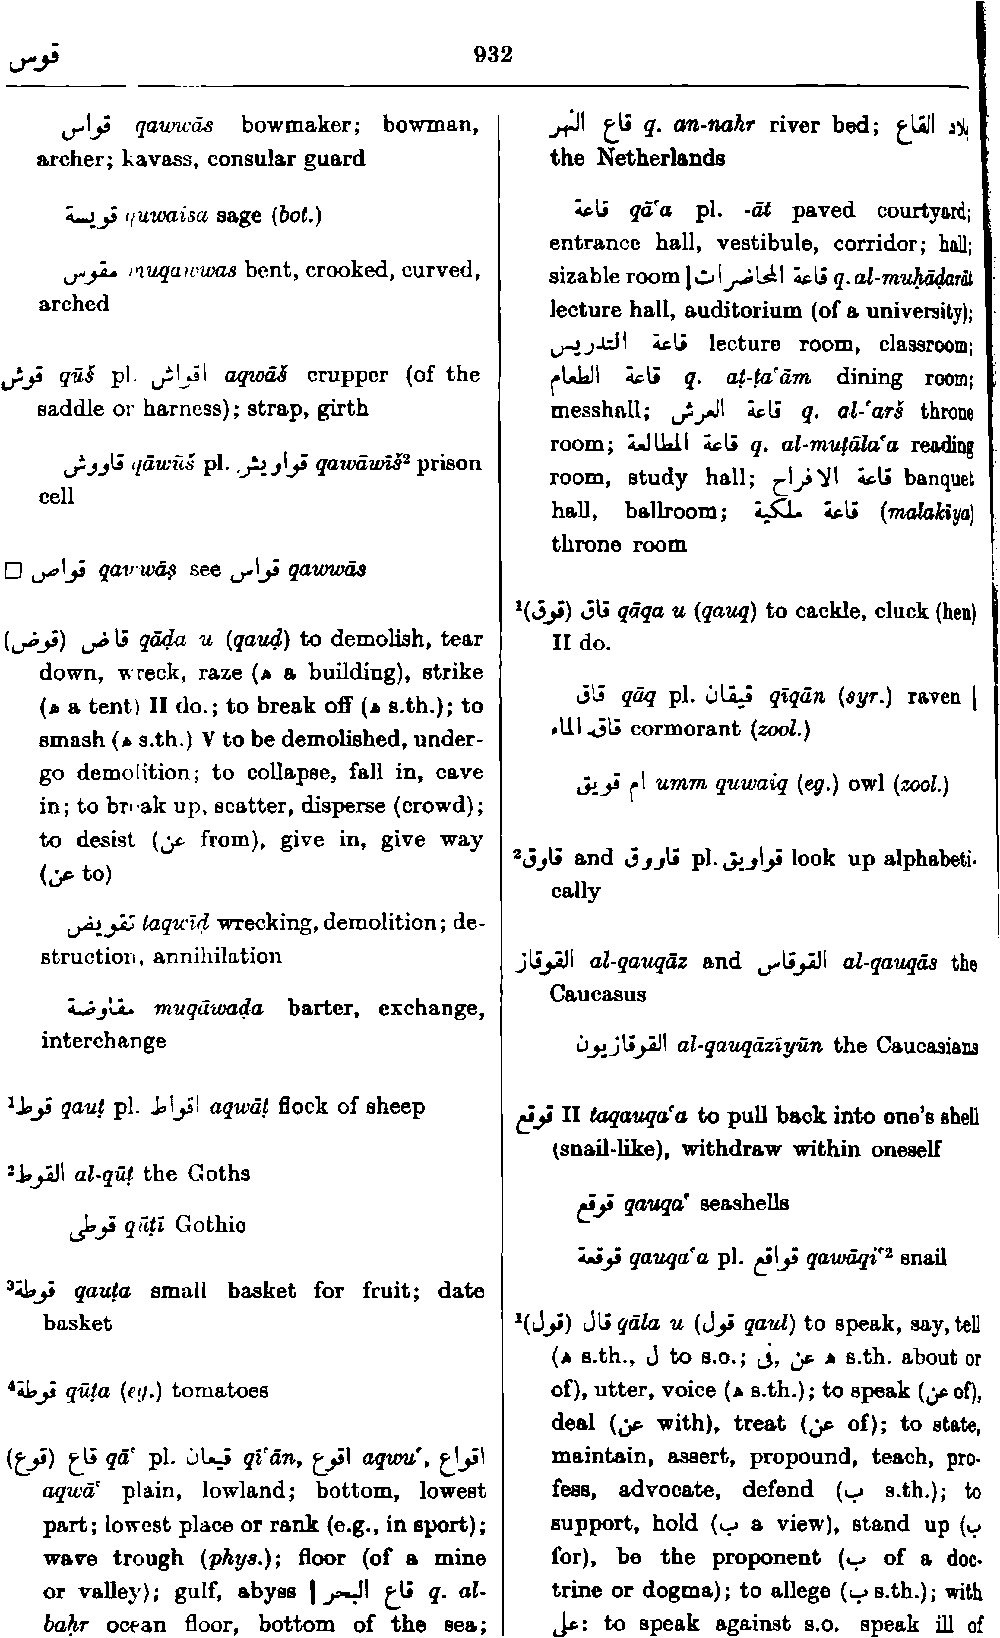 قوس
932
قواس qawwās bowmaker; bowman,
archer; kavass, consular guard
قويسة quwaisa sage (bot.)
مقوس muqawwas bent, crooked, curved,
arched
قوش qūš pl. اقواش aqwāš crupper (of the
saddle or harness); strap, girth
قاووش qāwūš pl. قواويش qawāwīš² prison
cell
□ قواص qawwāṣ see قواس qawwās
(قوض) قاض qāḍa u (qauḍ) to demolish, tear
down, wreck, raze (ه a building), strike
(ه a tent) II do.; to break off (ه s.th.); to
smash (ه s.th.) V to be demolished, under-
go demolition; to collapse, fall in, cave
in; to break up, scatter, disperse (crowd);
to desist (عن from), give in, give way
(عن to)
تقويض taqwīḍ wrecking, demolition; de-
struction, annihilation
مقاوضة muqāwaḍa barter, exchange,
interchange
¹قوط qauṭ pl. اقواط aqwāṭ flock of sheep
²القوط al-qūṭ the Goths
قوطى qūṭī Gothic
³قوطة qauṭa small basket for fruit; date
basket
⁴قوطة qūṭa (eg.) tomatoes
(قوع) قاع qāʿ pl. قيعان qīʿān, اقوع aqwuʿ, اقواع
aqwāʿ plain, lowland; bottom, lowest
part; lowest place or rank (e.g., in sport);
wave trough (phys.); floor (of a mine
or valley); gulf, abyss | قاع البحر q. al-
baḥr ocean floor, bottom of the sea;
قاع النهر q. an-nahr river bed; بلاد القاع
the Netherlands
قاعة qāʿa pl. -āt paved courtyard;
entrance hall, vestibule, corridor; hall;
sizable room | قاعة المحاضرات q. al-muḥāḍarāt
lecture hall, auditorium (of a university);
قاعة التدريس lecture room, classroom;
قاعة الطعام q. aṭ-ṭaʿām dining room;
messhall; قاعة العرش q. al-ʿarš throne
room; قاعة المطالعة q. al-muṭālaʿa reading
room, study hall; قاعة الافراح banquet
hall, ballroom; قاعة ملكية (malakīya)
throne room
¹(قوق) قاق qāqa u (qauq) to cackle, cluck (hen)
II do.
قاق qāq pl. قيقان qīqān (syr.) raven |
قاق الماء cormorant (zool.)
ام قويق umm quwaiq (eg.) owl (zool.)
²قاوق and قاووق pl. قواويق look up alphabeti-
cally
القوقاز al-qauqāz and القوقاس al-qauqās the
Caucasus
القوقازيون al-qauqāzīyūn the Caucasians
قوقع II taqauqaʿa to pull back into one's shell
(snail-like), withdraw within oneself
قوقع qauqaʿ seashells
قوقعة qauqaʿa pl. قواقع qawāqiʿ² snail
¹(قول) قال qāla u (قول qaul) to speak, say, tell
(ه s.th., ل to s.o.; فى, عن ه s.th. about or
of), utter, voice (ه s.th.); to speak (عن of),
deal (عن with), treat (عن of); to state,
maintain, assert, propound, teach, pro-
fess, advocate, defend (ب s.th.); to
support, hold (ب a view), stand up (ب
for), be the proponent (ب of a doc-
trine or dogma); to allege (ب s.th.); with
على: to speak against s.o. speak ill of